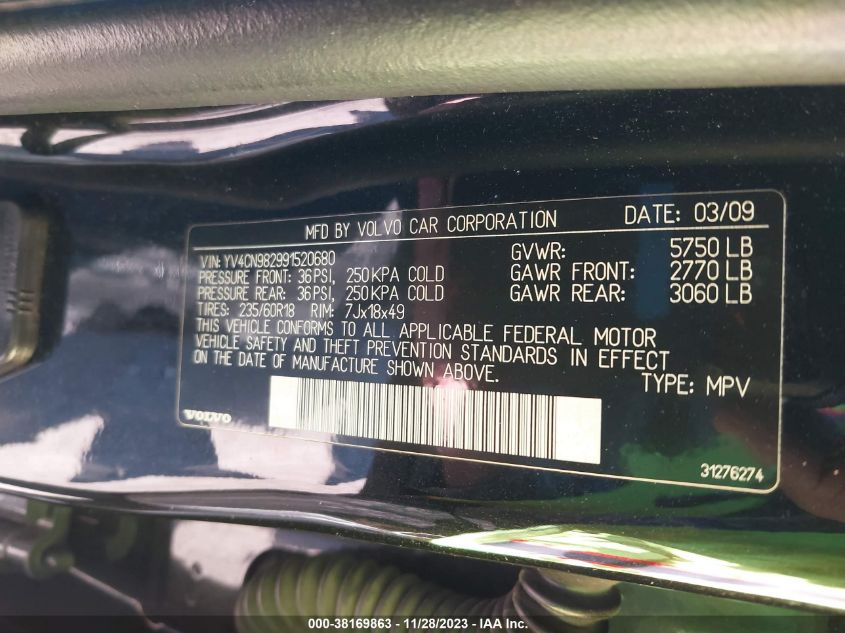 MFD BY VOLVO CAR CORPORATION DATE: 03/09
VIN: YV4CN982991520680 GVWR: 5750 LB
PRESSURE FRONT: 36PSI, 250KPA COLD GAWR FRONT: 2770 LB
PRESSURE REAR: 36PSI, 250KPA COLD GAWR REAR: 3060 LB
TIRES: 235/60R18 RIM: 7Jx18x49
THIS VEHICLE CONFORMS TO ALL APPLICABLE FEDERAL MOTOR
VEHICLE SAFETY AND THEFT PREVENTION STANDARDS IN EFFECT
ON THE DATE OF MANUFACTURE SHOWN ABOVE.
TYPE: MPV
VOLVO
31276274
000-38169863 - 11/28/2023 - IAA Inc.